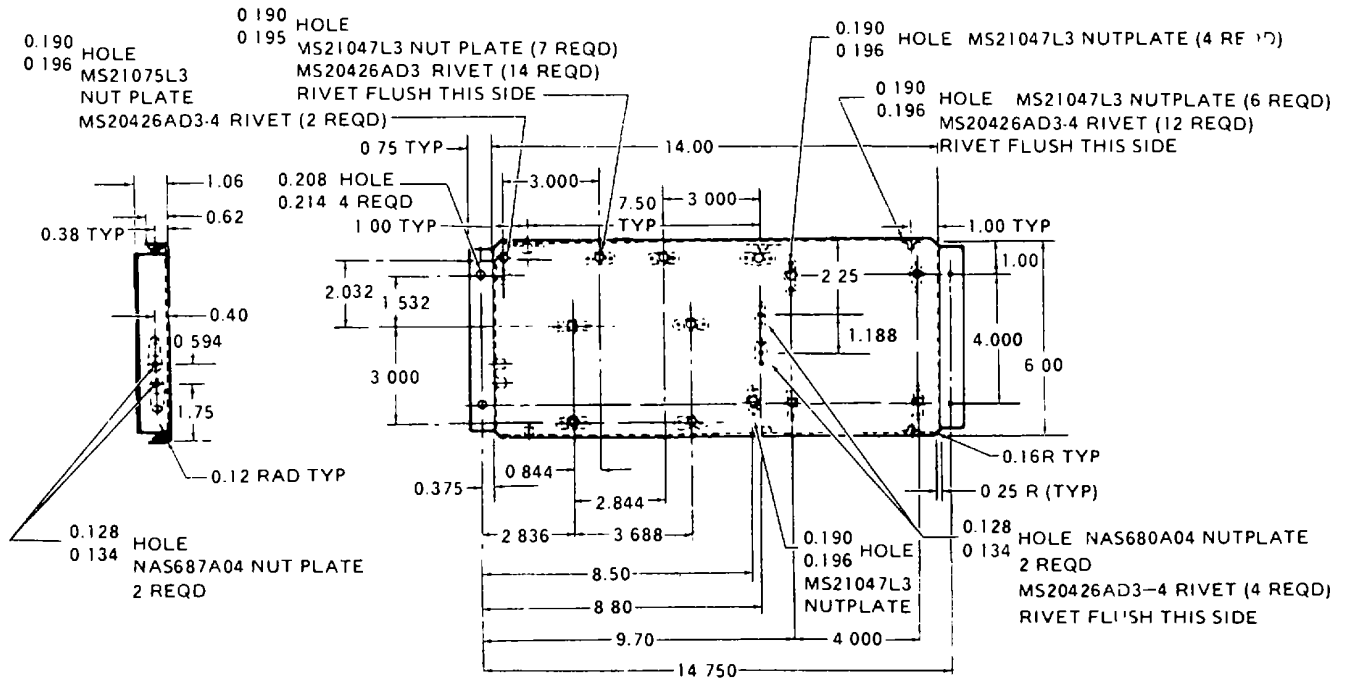 0.190
0.196 HOLE
MS21075L3
NUT PLATE
MS20426AD3-4 RIVET (2 REQD)
0.190
0 195 HOLE
MS21047L3 NUT PLATE (7 REQD)
MS20426AD3 RIVET (14 REQD)
RIVET FLUSH THIS SIDE
0.190
0 196 HOLE MS21047L3 NUTPLATE (4
0 190
0.196 HOLE MS21047L3 NUTPLATE (6 REQD)
MS20426AD3-4 RIVET (12 REQD)
RIVET FLUSH THIS SIDE
0 75 TYP
14.00
1.06
0.62
0.38 TYP
0.208 HOLE
0.214 4 REQD
3.000
7.50
TYP
3 000
1 00 TYP
1.00 TYP
1.00
2.032
1 532
2 25
0.40
0 594
1.188
4.000
6 00
3 000
1.75
0.12 RAD TYP
0 844
0.375
2.844
2 836
3 688
0.16R TYP
0 25 R (TYP)
0.128
0 134 HOLE
NAS687A04 NUT PLATE
2 REQD
0.190
0.196 HOLE
MS21047L3
NUTPLATE
0.128
0 134 HOLE NAS680A04 NUTPLATE
2 REQD
MS20426AD3-4 RIVET (4 REQD)
RIVET FLUSH THIS SIDE
8.50
8 80
9.70
4 000
14 750